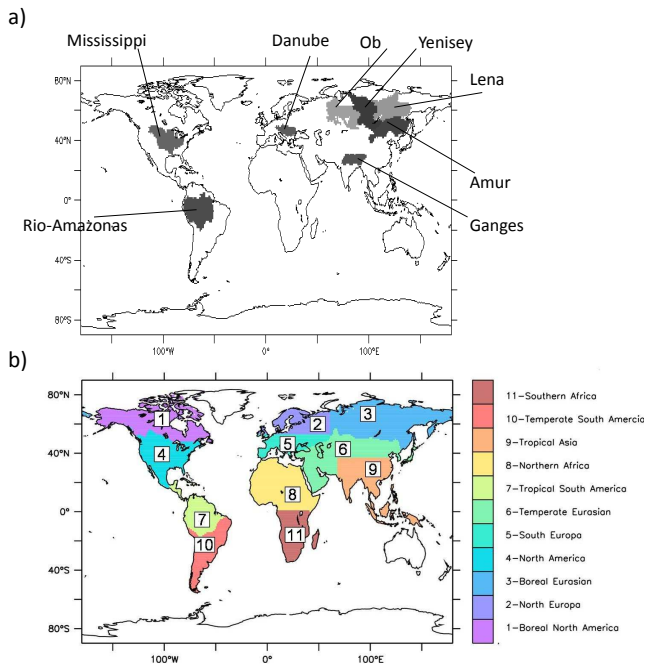 a)
Mississippi
Danube
Ob
Yenisey
Lena
Amur
Ganges
Rio-Amazonas
80°N
40°N
0°
40°S
80°S
100°W
0°
100°E
b)
80°N
40°N
0°
40°S
80°S
100°W
0°
100°E
1
2
3
4
5
6
7
8
9
10
11
11-Southern Africa
10-Temperate South Amercia
9-Tropical Asia
8-Northern Africa
7-Tropical South America
6-Temperate Eurasian
5-South Europa
4-North America
3-Boreal Eurasian
2-North Europa
1-Boreal North America